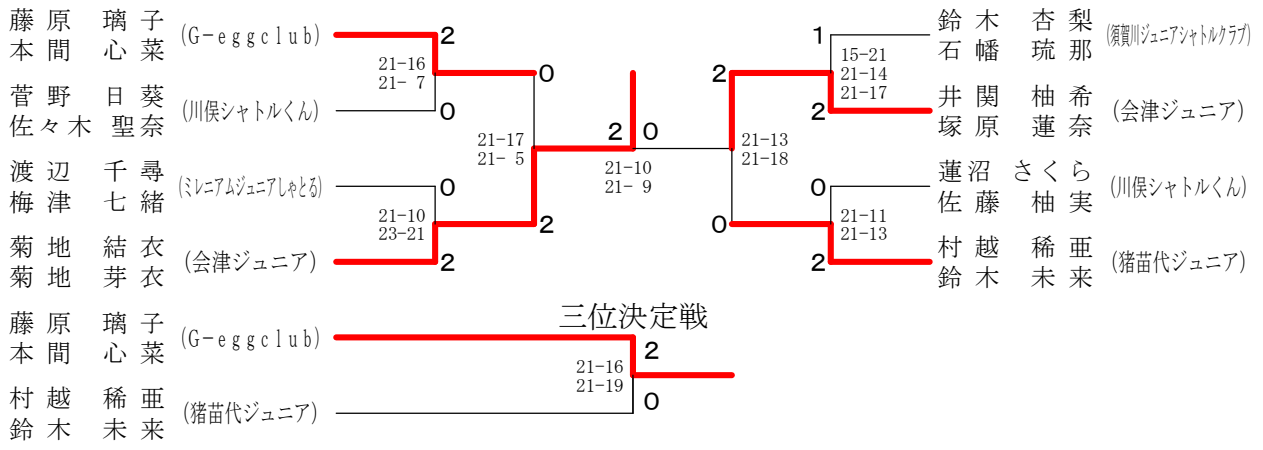 藤原 璃子
本間 心菜
(G-eggclub)
2
21-16
21- 7
0
菅野 日葵
佐々木 聖奈
(川俣シャトルくん)
0
21-17
21- 5
渡辺 千尋
梅津 七緒
(ミレニアムジュニアしゃとる)
0
21-10
23-21
2
菊地 結衣
菊地 芽衣
(会津ジュニア)
2
2 0
21-10
21- 9
1
鈴木 杏梨
石幡 琉那
(須賀川ジュニアシャトルクラブ)
15-21
21-14
21-17
2
2
井関 柚希
塚原 蓮奈
(会津ジュニア)
21-13
21-18
0
蓮沼 さくら
佐藤 柚実
(川俣シャトルくん)
21-11
21-13
0
2
村越 稀亜
鈴木 未来
(猪苗代ジュニア)
三位決定戦
藤原 璃子
本間 心菜
(G-eggclub)
2
21-16
21-19
0
村越 稀亜
鈴木 未来
(猪苗代ジュニア)